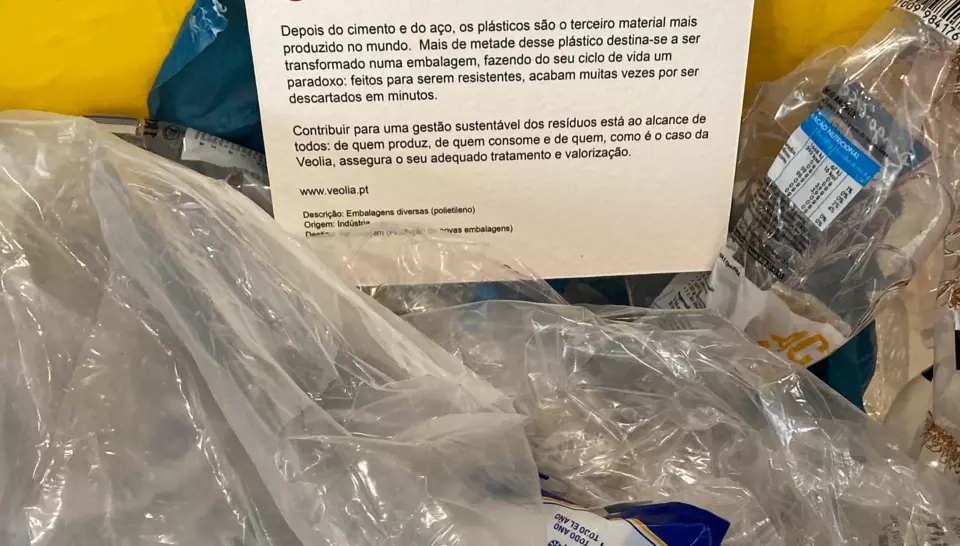 Depois do cimento e do aço, os plásticos são o terceiro material mais
produzido no mundo. Mais de metade desse plástico destina-se a ser
transformado numa embalagem, fazendo do seu ciclo de vida um
paradoxo: feitos para serem resistentes, acabam muitas vezes por ser
descartados em minutos.
Contribuir para uma gestão sustentável dos resíduos está ao alcance de
todos: de quem produz, de quem consome e de quem, como é o caso da
Veolia, assegura o seu adequado tratamento e valorização.
www.veolia.pt
Descrição: Embalagens diversas (polietileno)
Origem: Indústria
novas embalagens)
NUTRICIONAL
TODO ANO
TODO EL AÑO